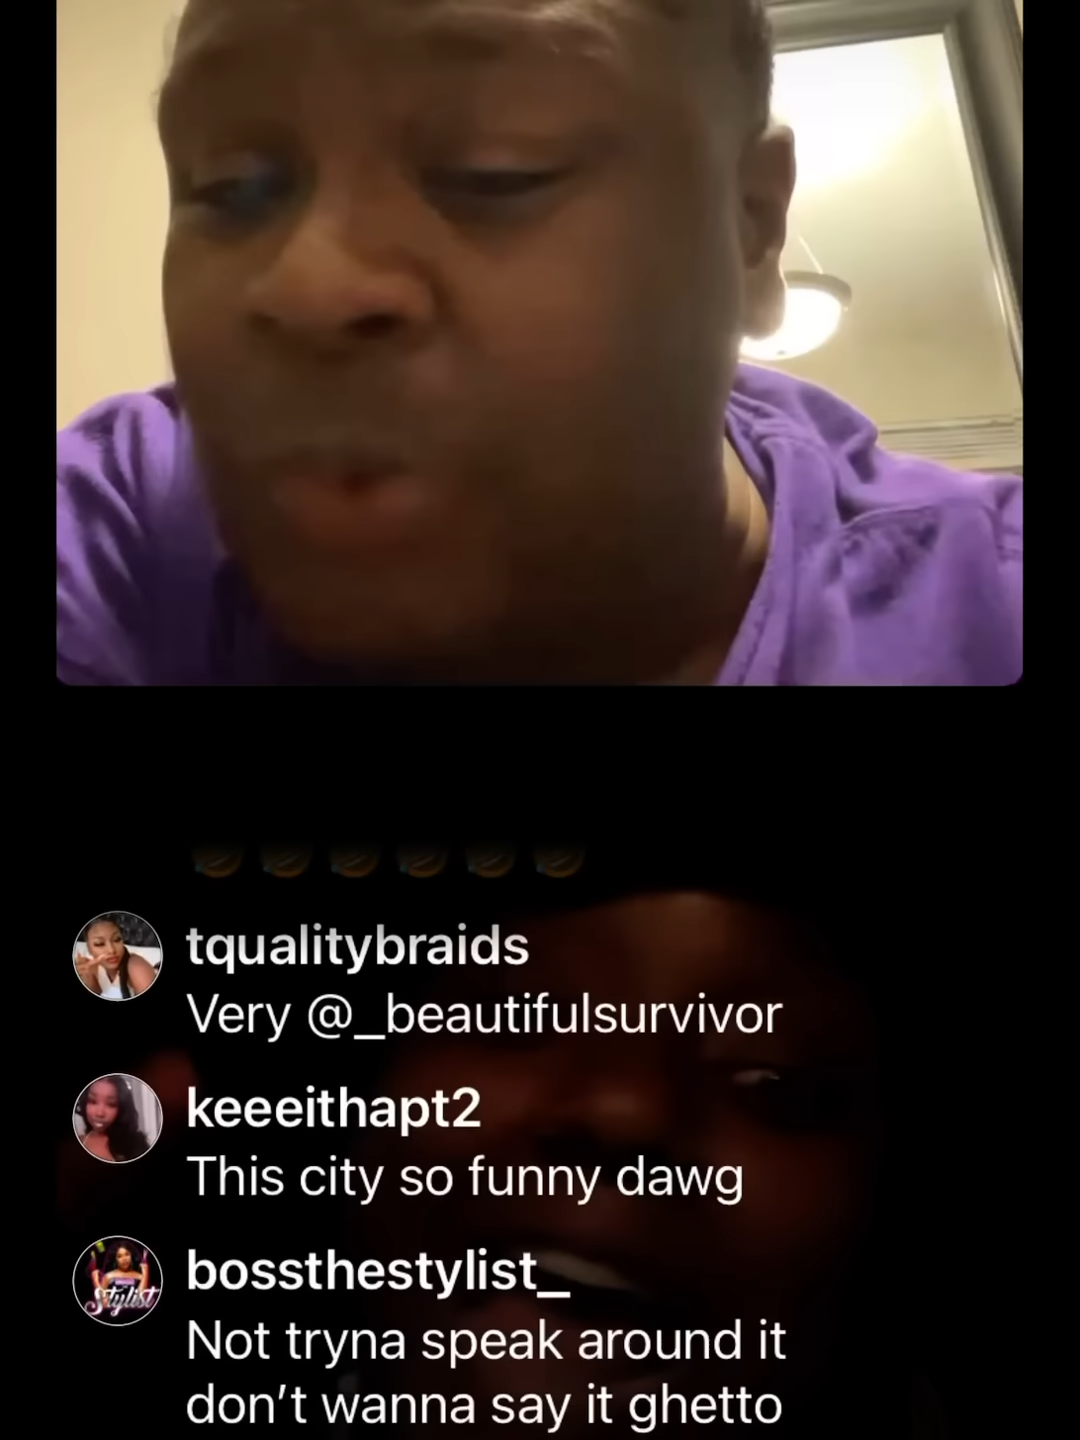 tqualitybraids
Very @_beautifulsurvivor
keeeithapt2
This city so funny dawg
bossthestylist_
Stylist
Not tryna speak around it
don’t wanna say it ghetto